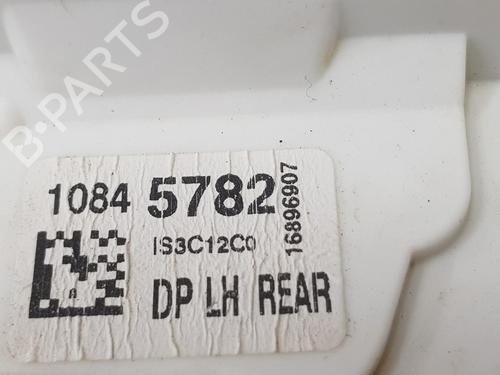 B-PARTS
1084 5782
IS3C12C0
16896907
DP LH REAR